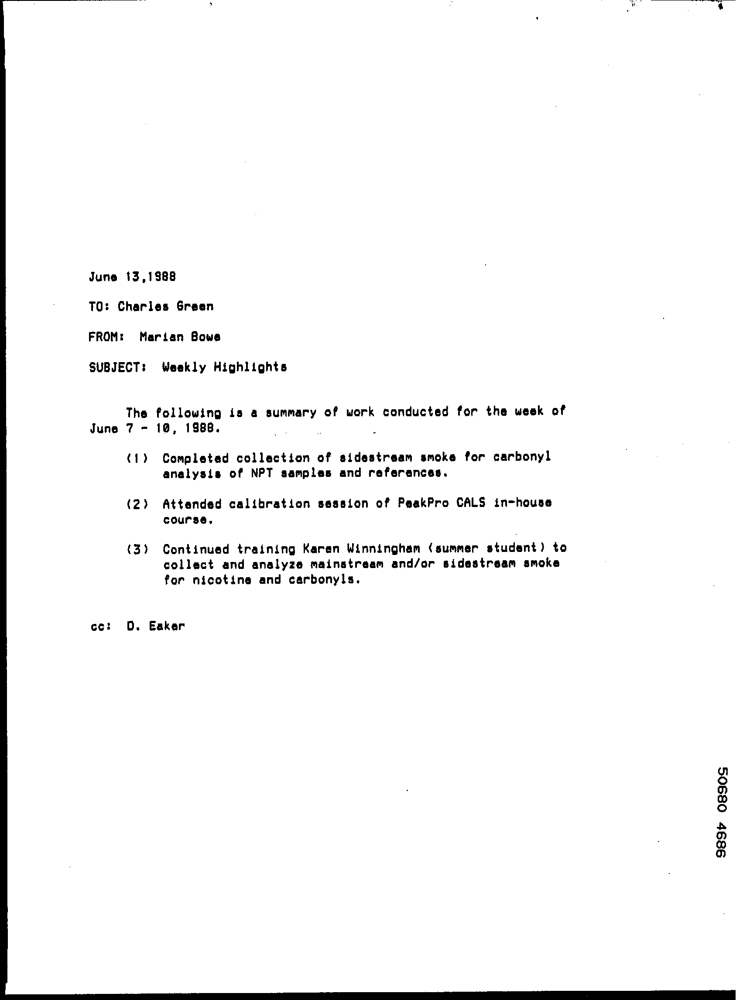 June 13,1988
TO: Charles Green
FROM: Marian Bowe
SUBJECT: Weekly Highlights
The following is a summary of work conducted for the week of
June 7 - 10, 1988.
(1) Completed collection of sidestream smoke for carbonyl
analysis of NPT samples and references.
(2) Attended calibration session of PeakPro CALS in-house
course.
(3) Continued training Karen Winningham (summer student) to
collect and analyze mainstream and/or sidestream smoke
for nicotine and carbonyls.
cc: D. Eaker
50680 4686